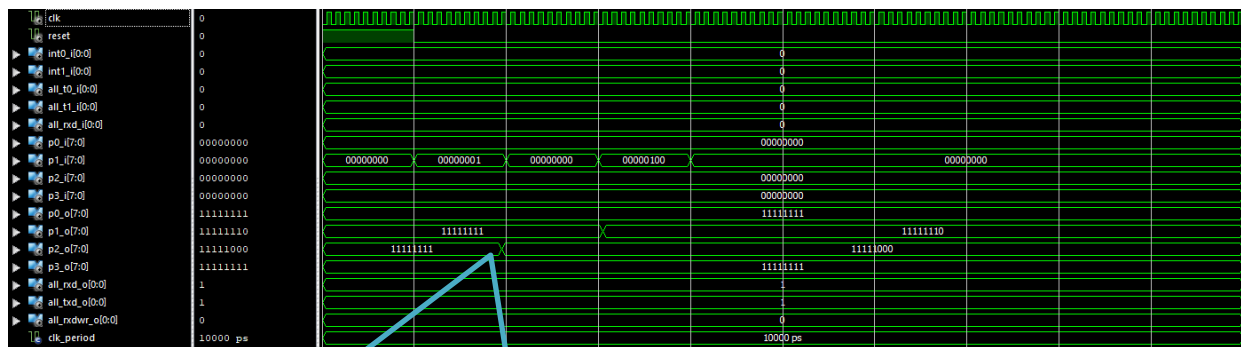 clk 0
reset 0
int0_i[0:0] 0 0
int1_i[0:0] 0 0
all_t0_i[0:0] 0 0
all_t1_i[0:0] 0 0
all_rxd_i[0:0] 0 0
p0_i[7:0] 00000000 00000000
p1_i[7:0] 00000000 00000000 00000001 00000000 00000100 00000000
p2_i[7:0] 00000000 00000000
p3_i[7:0] 00000000 00000000
p0_o[7:0] 11111111 11111111
p1_o[7:0] 11111110 11111111 11111110
p2_o[7:0] 11111000 11111111 11111000
p3_o[7:0] 11111111 11111111
all_rxd_o[0:0] 1 1
all_txd_o[0:0] 1 1
all_rxdwr_o[0:0] 0 0
clk_period 10000 ps 10000 ps